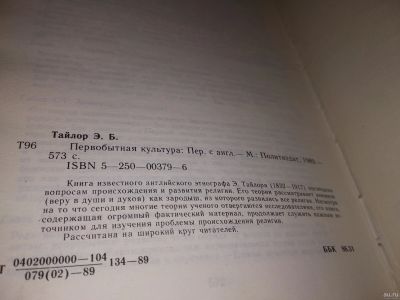 Тайлор Э. Б.
Т96 Первобытная культура: Пер. с англ.— М.: Политиздат, 1989.—
573 с.
ISBN 5—250—00379—6
Книга известного английского этнографа Э. Тайлора (1832—1917) посвящена
вопросам происхождения и развития религии. Его теория рассматривает анимизм
(веру в души и духов) как зародыш, из которого развились все религии. Несмотря
на то что сегодня многие теории ученого отвергаются исследователями, его книга,
содержащая огромный фактический материал, продолжает служить важным ис-
точником для изучения проблемы происхождения религии.
Рассчитана на широкий круг читателей.
Т 0402000000—104 134—89
079(02)—89
ББК 86.31
au.ru